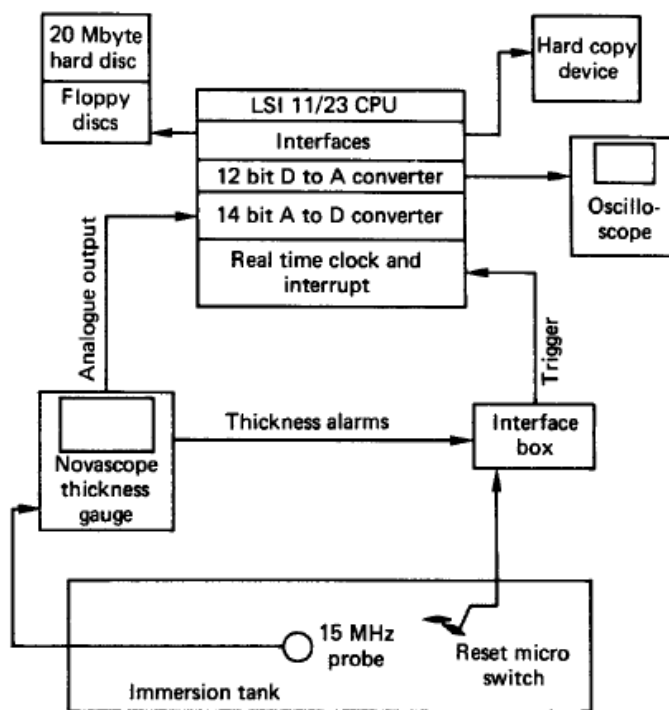 20 Mbyte
hard disc
Floppy
discs
LSI 11/23 CPU
Interfaces
12 bit D to A converter
14 bit A to D converter
Real time clock and
interrupt
Hard copy
device
Oscillo-
scope
Analogue output
Trigger
Novascope
thickness
gauge
Thickness alarms
Interface
box
15 MHz
probe
Reset micro
switch
Immersion tank